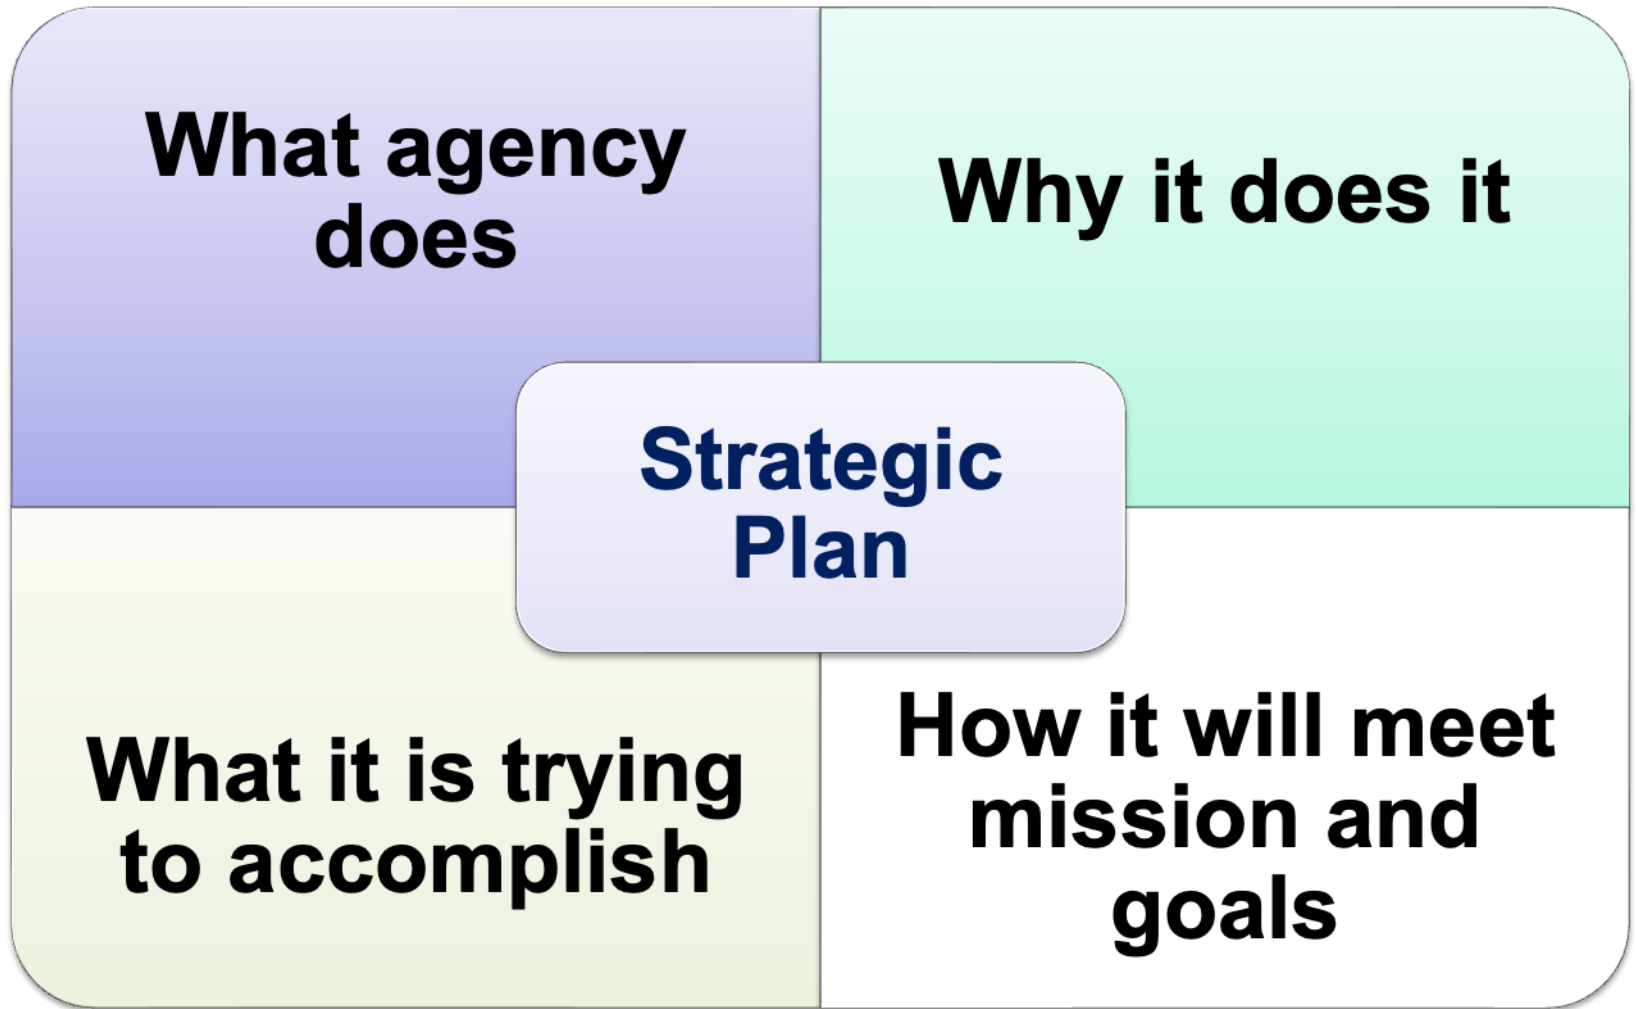 What agency
does
Why it does it
Strategic
Plan
What it is trying
to accomplish
How it will meet
mission and
goals